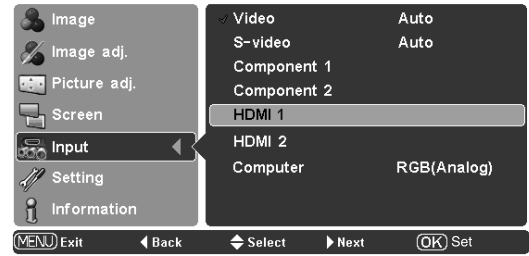 Image
Image adj.
Picture adj.
Screen
Input
Setting
Information
Video Auto
S-video Auto
Component 1
Component 2
HDMI 1
HDMI 2
Computer RGB(Analog)
MENU Exit Back Select Next OK Set